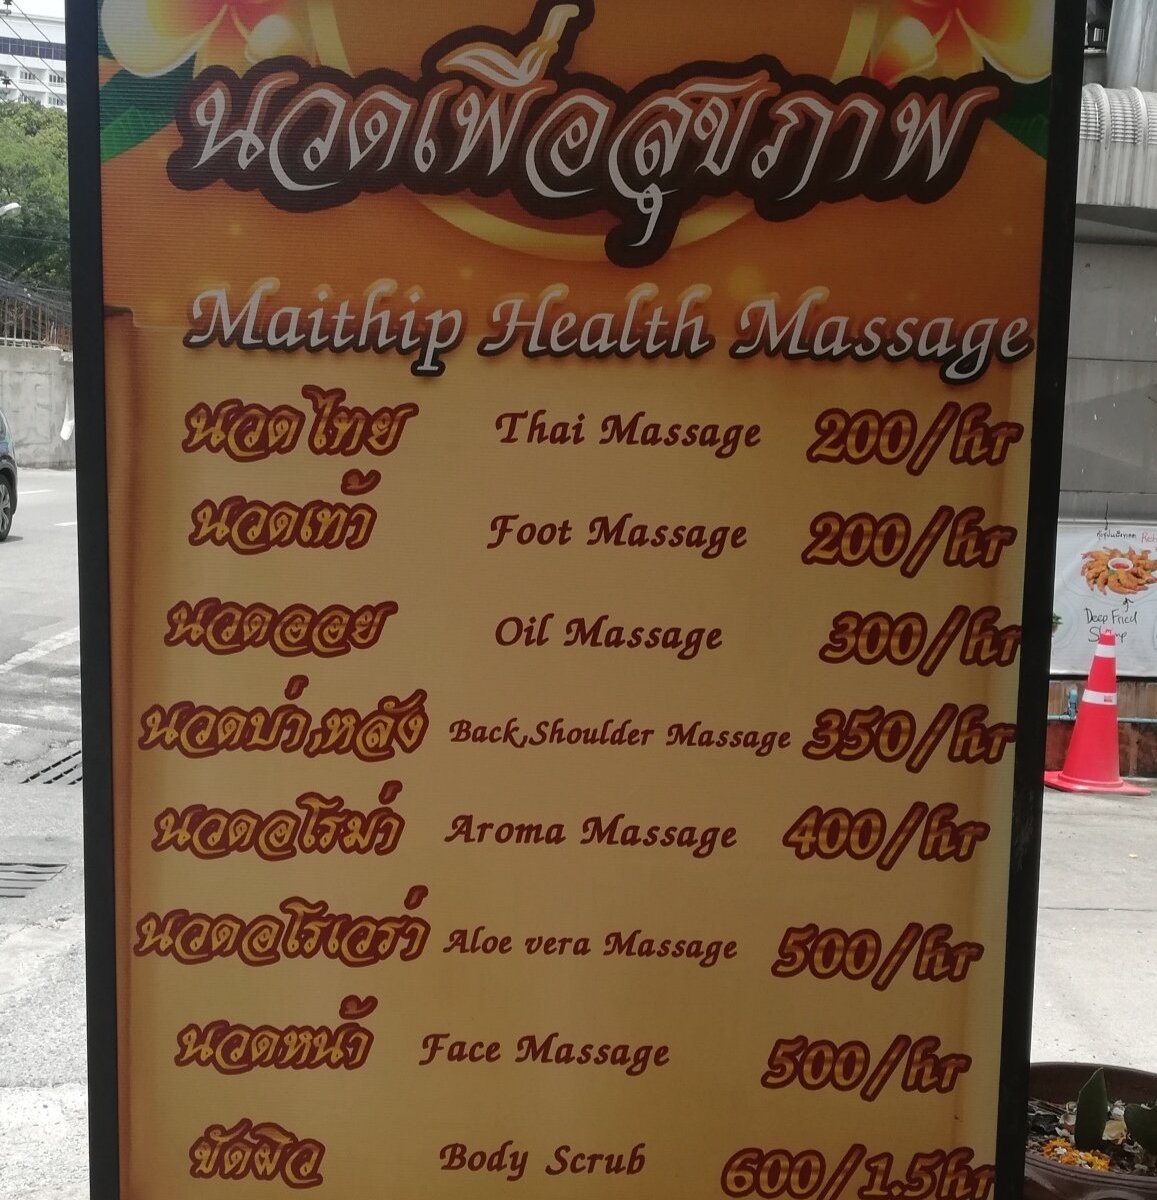 นวดเพื่อสุขภาพ
Maithip Health Massage
นวดไทย Thai Massage 200/hr
นวดเท้า Foot Massage 200/hr
นวดออย Oil Massage 300/hr
นวดบ่า,หลัง Back,Shoulder Massage 350/hr
นวดอโรม่า Aroma Massage 400/hr
นวดอโรเวร่า Aloe vera Massage 500/hr
นวดหน้า Face Massage 500/hr
ขัดผิว Body Scrub 600/1.5hr
Deep Fried